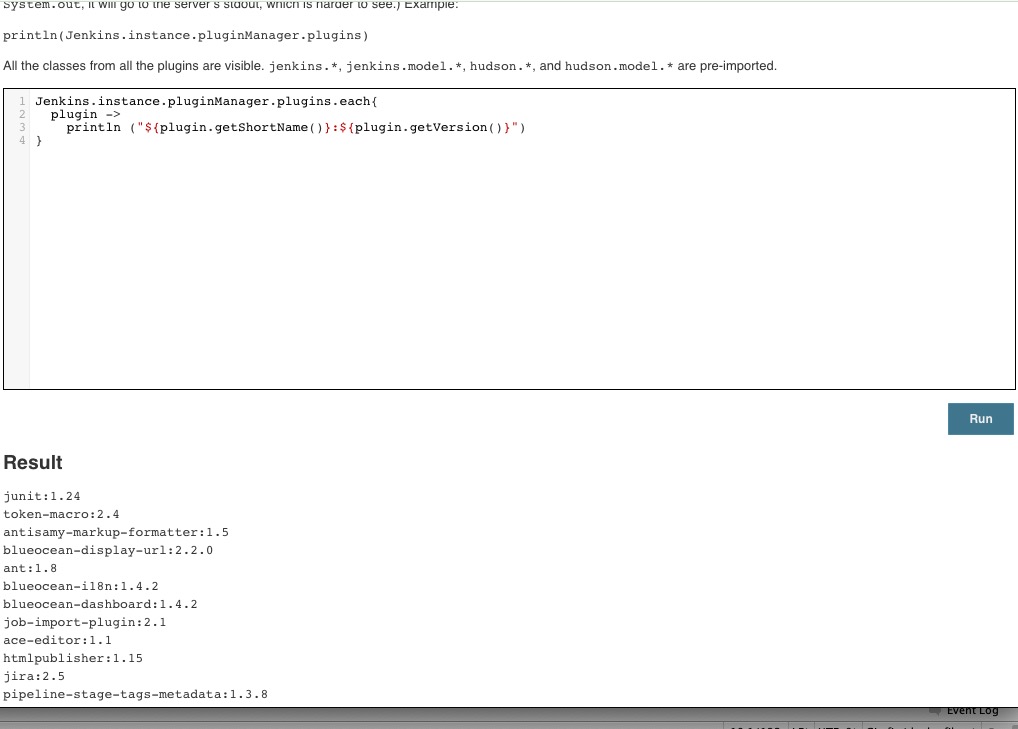 System.out, it will go to the server's stdout, which is harder to see.) Example:
println(Jenkins.instance.pluginManager.plugins)
All the classes from all the plugins are visible. jenkins.*, jenkins.model.*, hudson.*, and hudson.model.* are pre-imported.
1 Jenkins.instance.pluginManager.plugins.each{
2   plugin ->
3     println ("${plugin.getShortName()}:${plugin.getVersion()}")
4 }
Run
Result
junit:1.24
token-macro:2.4
antisamy-markup-formatter:1.5
blueocean-display-url:2.2.0
ant:1.8
blueocean-i18n:1.4.2
blueocean-dashboard:1.4.2
job-import-plugin:2.1
ace-editor:1.1
htmlpublisher:1.15
jira:2.5
pipeline-stage-tags-metadata:1.3.8
Event Log